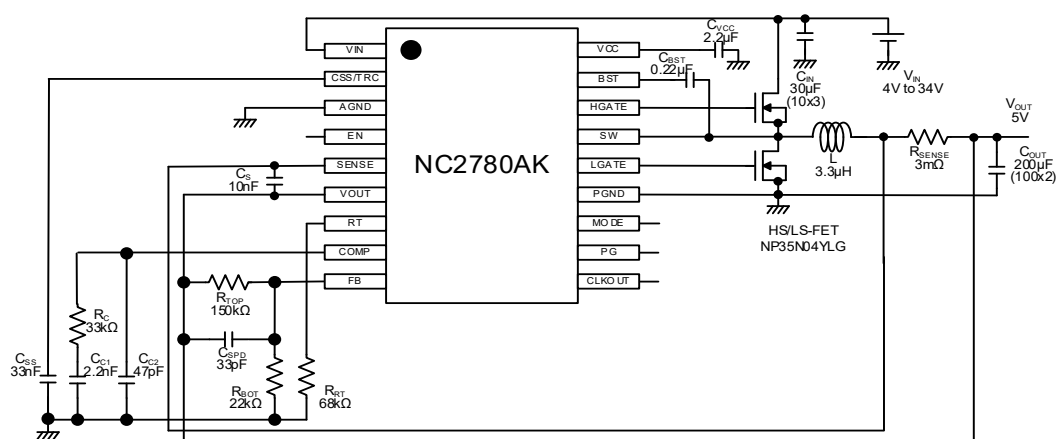 VIN
CSS/TRC
AGND
EN
SENSE
VOUT
RT
COMP
FB
NC2780AK
VCC
BST
HGATE
SW
LGATE
PGND
MODE
PG
CLKOUT
CVCC
2.2µF
CBST
0.22µF
CIN
30µF
(10x3)
VIN
4V to 34V
VOUT
5V
L
3.3µH
RSENSE
3mΩ
COUT
200µF
(100x2)
HS/LS-FET
NP35N04YLG
CS
10nF
RTOP
150kΩ
CSPD
33pF
RC
33kΩ
CSS
33nF
CC1
2.2nF
CC2
47pF
RBOT
22kΩ
RRT
68kΩ